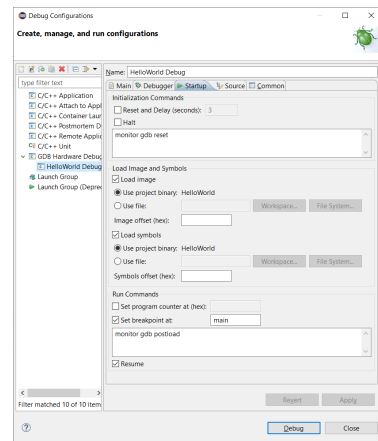 Debug Configurations
Create, manage, and run configurations
type filter text
C/C++ Application
C/C++ Attach to Appl
C/C++ Container Laun
C/C++ Postmortem D
C/C++ Remote Applic
C/C++ Unit
GDB Hardware Debug
HelloWorld Debug
Launch Group
Launch Group (Depre
Filter matched 10 of 10 item
Name: HelloWorld Debug
Main Debugger Startup Source Common
Initialization Commands
Reset and Delay (seconds): 3
Halt
monitor gdb reset
Load Image and Symbols
Load image
Use project binary: HelloWorld
Use file: Workspace... File System...
Image offset (hex):
Load symbols
Use project binary: HelloWorld
Use file: Workspace... File System...
Symbols offset (hex):
Run Commands
Set program counter at (hex):
Set breakpoint at: main
monitor gdb postload
Resume
Revert Apply
Debug Close